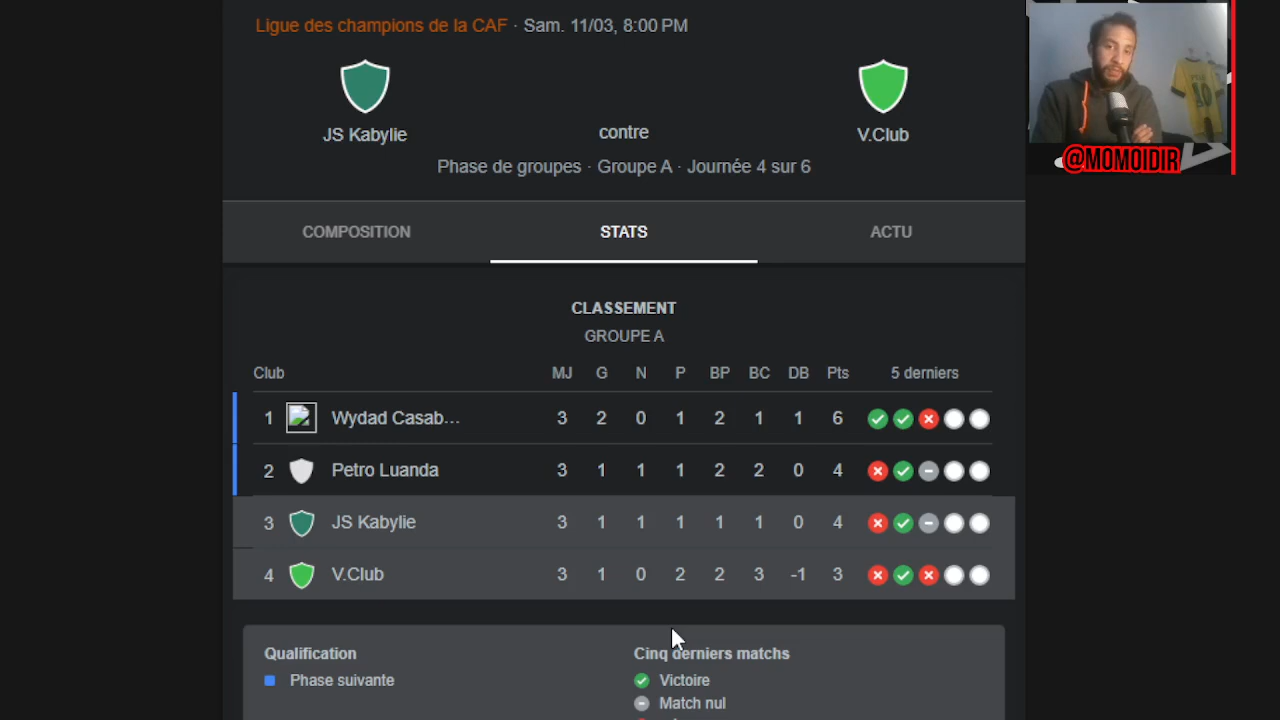 Ligue des champions de la CAF · Sam. 11/03, 8:00 PM
JS Kabylie
contre
V.Club
Phase de groupes · Groupe A · Journée 4 sur 6
@MOMOIDIR
COMPOSITION STATS ACTU
CLASSEMENT
GROUPE A
Club MJ G N P BP BC DB Pts 5 derniers
1 Wydad Casab... 3 2 0 1 2 1 1 6
2 Petro Luanda 3 1 1 1 2 2 0 4
3 JS Kabylie 3 1 1 1 1 1 0 4
4 V.Club 3 1 0 2 2 3 -1 3
Qualification
Phase suivante
Cinq derniers matchs
Victoire
Match nul